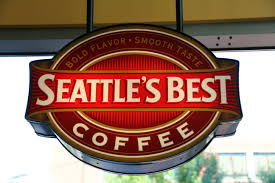 BOLD FLAVOR • SMOOTH TASTE
SEATTLE'S BEST
COFFEE